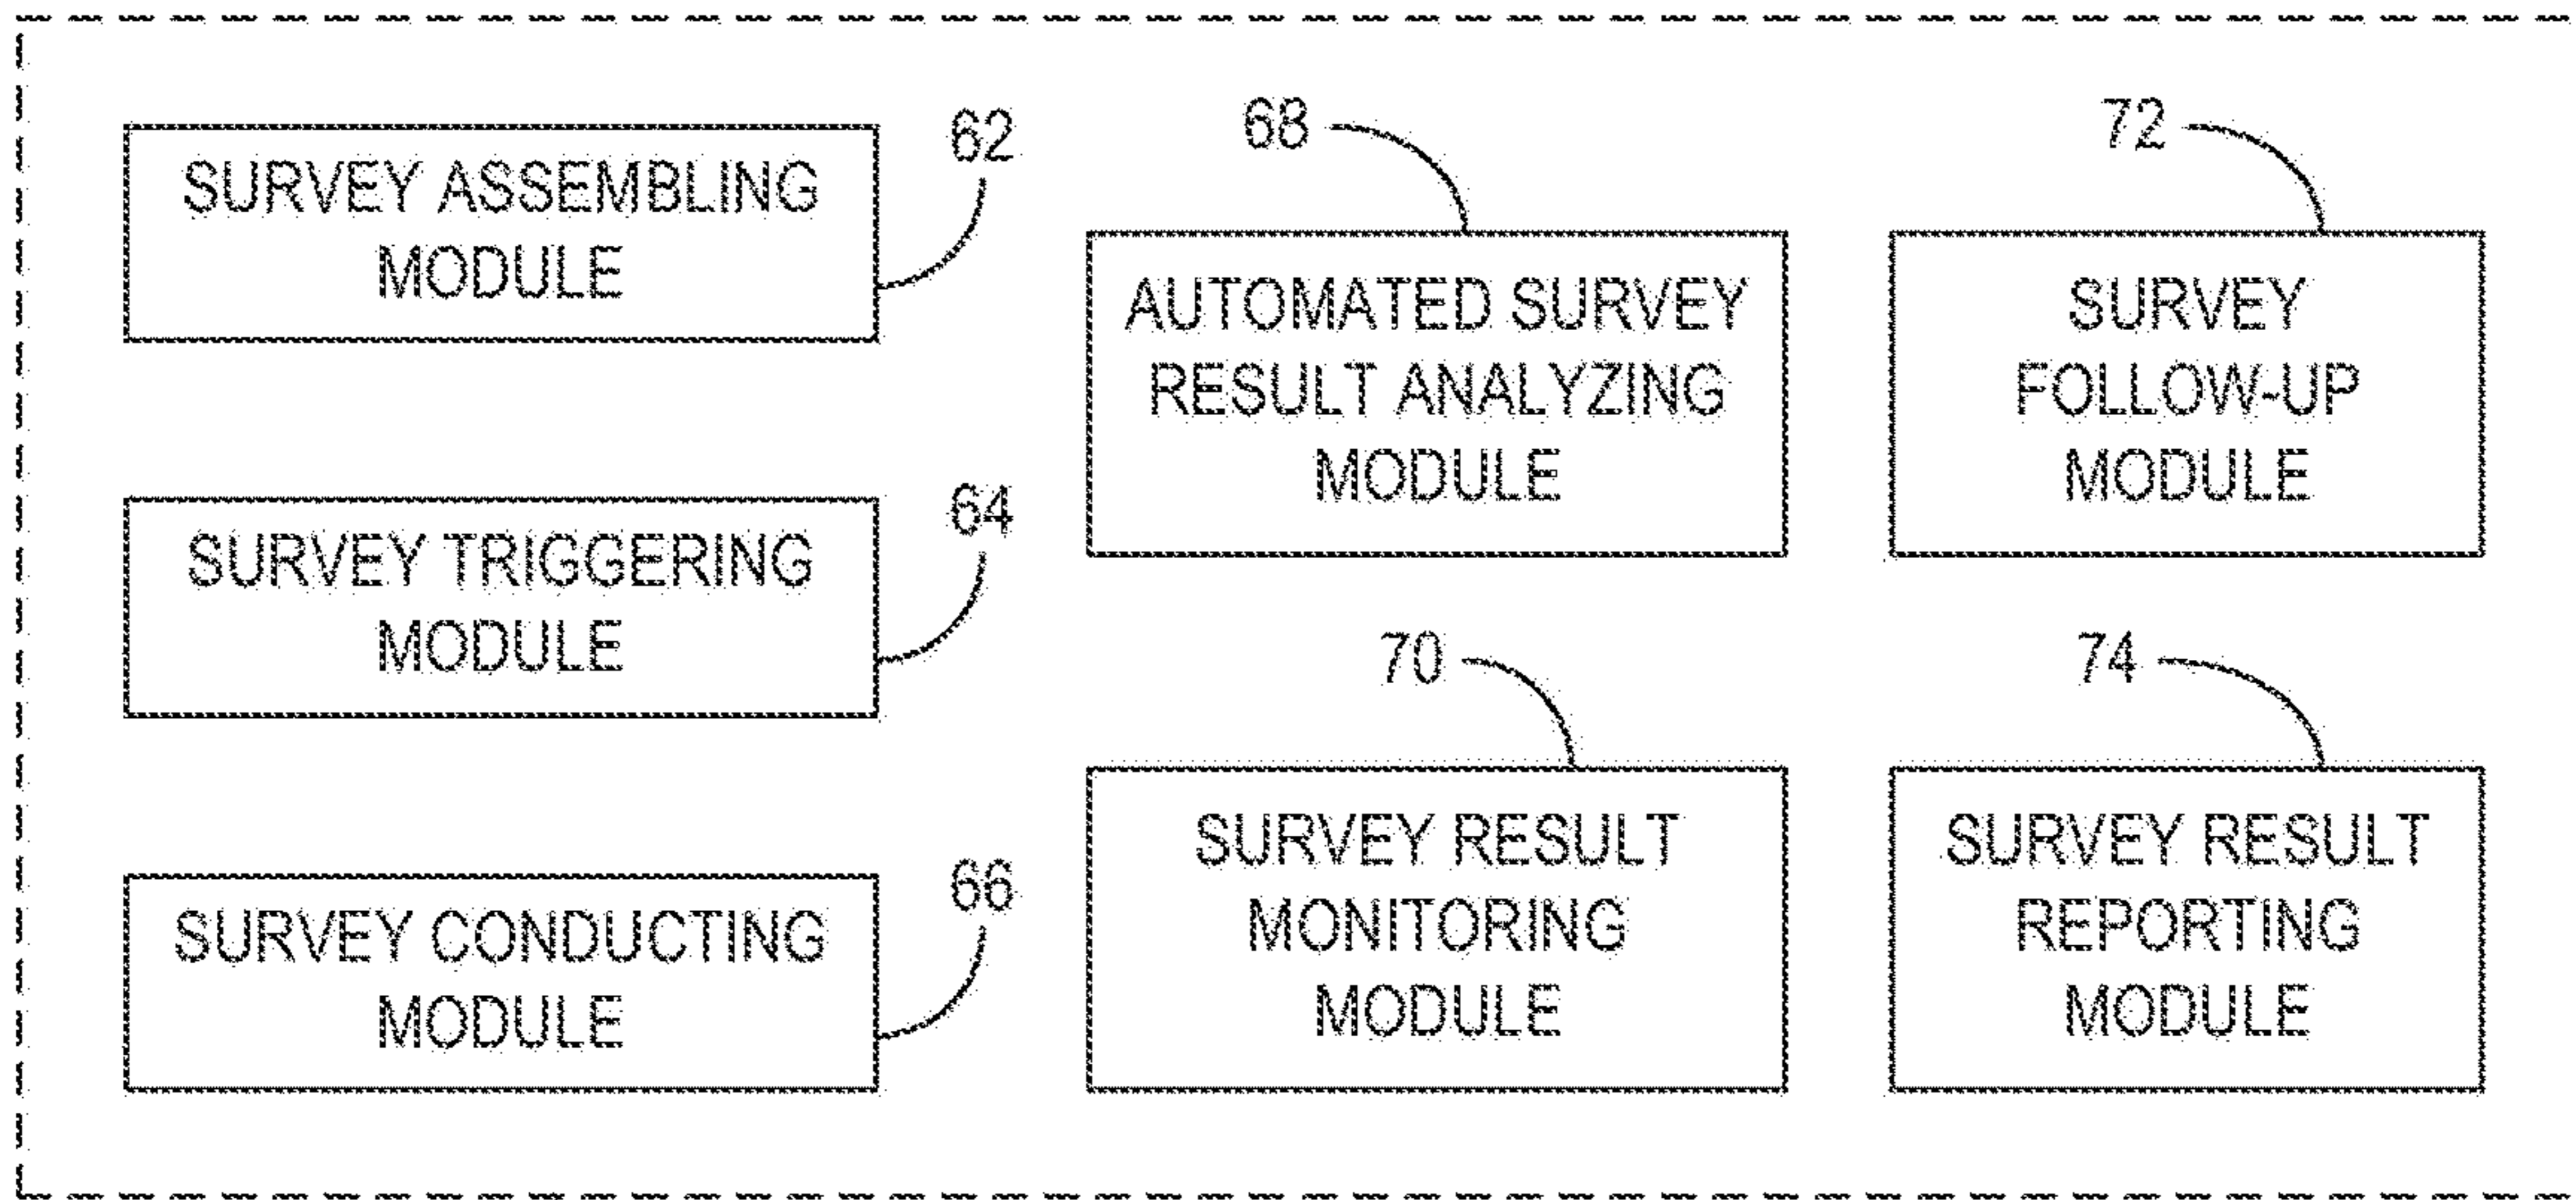 62
SURVEY ASSEMBLING
MODULE
64
SURVEY TRIGGERING
MODULE
66
SURVEY CONDUCTING
MODULE
68
AUTOMATED SURVEY
RESULT ANALYZING
MODULE
70
SURVEY RESULT
MONITORING
MODULE
72
SURVEY
FOLLOW-UP
MODULE
74
SURVEY RESULT
REPORTING
MODULE